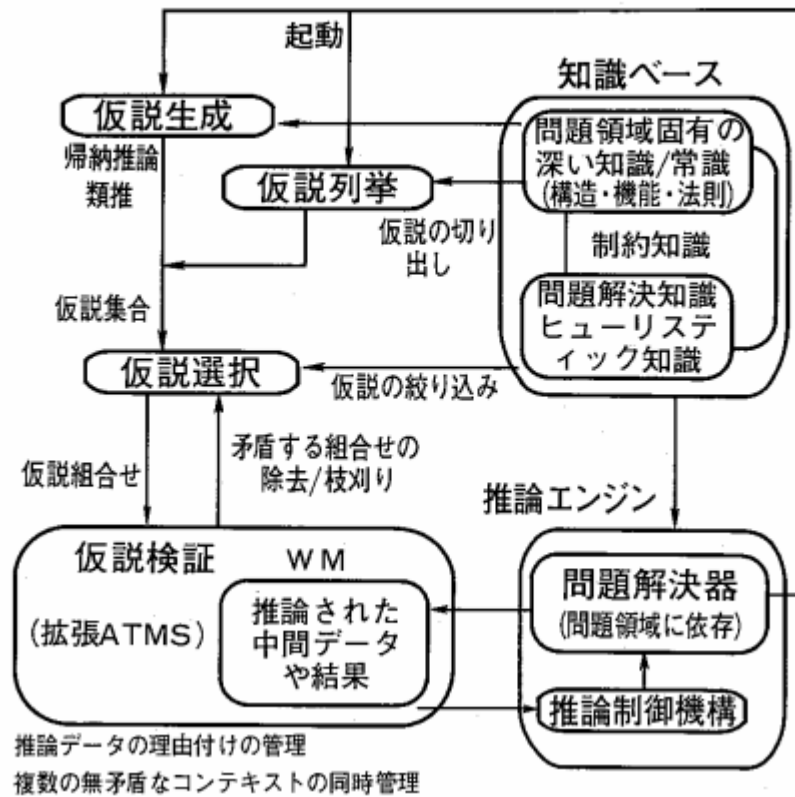 起動
知識ベース
仮説生成
帰納推論
類推
問題領域固有の
深い知識/常識
(構造・機能・法則)
仮説列挙
仮説の切り
出し
制約知識
仮説集合
問題解決知識
ヒューリステ
ィック知識
仮説選択
仮説の絞り込み
仮説組合せ
矛盾する組合せの
除去/枝刈り
推論エンジン
仮説検証 WM
(拡張ATMS)
推論された
中間データ
や結果
問題解決器
(問題領域に依存)
推論制御機構
推論データの理由付けの管理
複数の無矛盾なコンテキストの同時管理